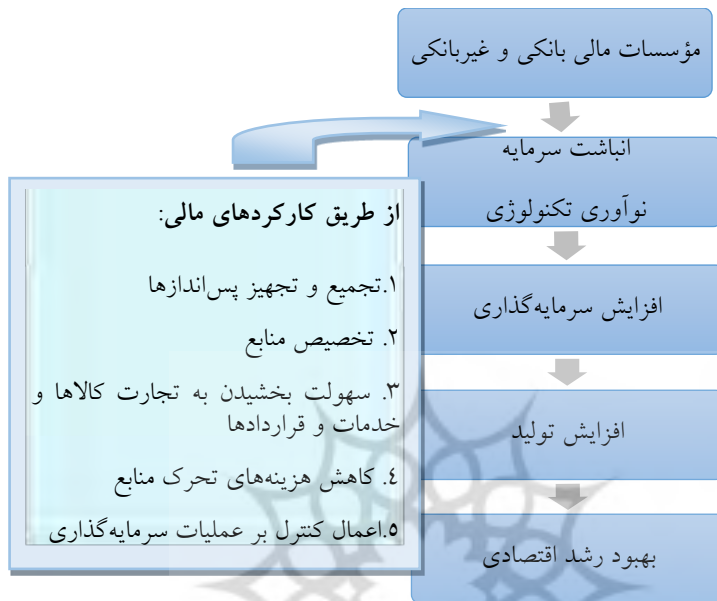 مؤسسات مالی بانکی و غیربانکی
انباشت سرمایه
نوآوری تکنولوژی
افزایش سرمایه‌گذاری
افزایش تولید
بهبود رشد اقتصادی
از طریق کارکردهای مالی:
۱.تجمیع و تجهیز پس‌اندازها
۲. تخصیص منابع
۳. سهولت بخشیدن به تجارت کالاها و
خدمات و قراردادها
٤. کاهش هزینه‌های تحرک منابع
۵.اعمال کنترل بر عملیات سرمایه‌گذاری